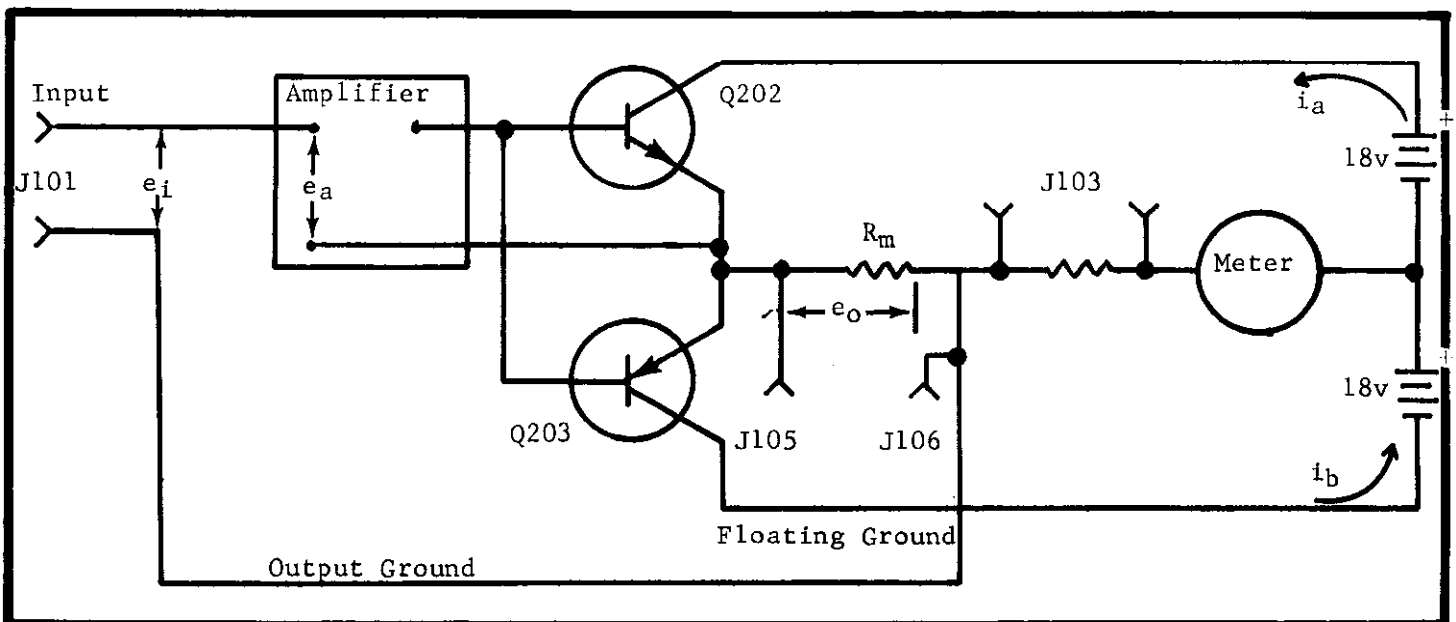 Input
Amplifier
Q202
i_a
+
J101
e_i
e_a
18v
J103
R_m
Meter
e_o
+
18v
Q203
J105
J106
i_b
Floating Ground
Output Ground